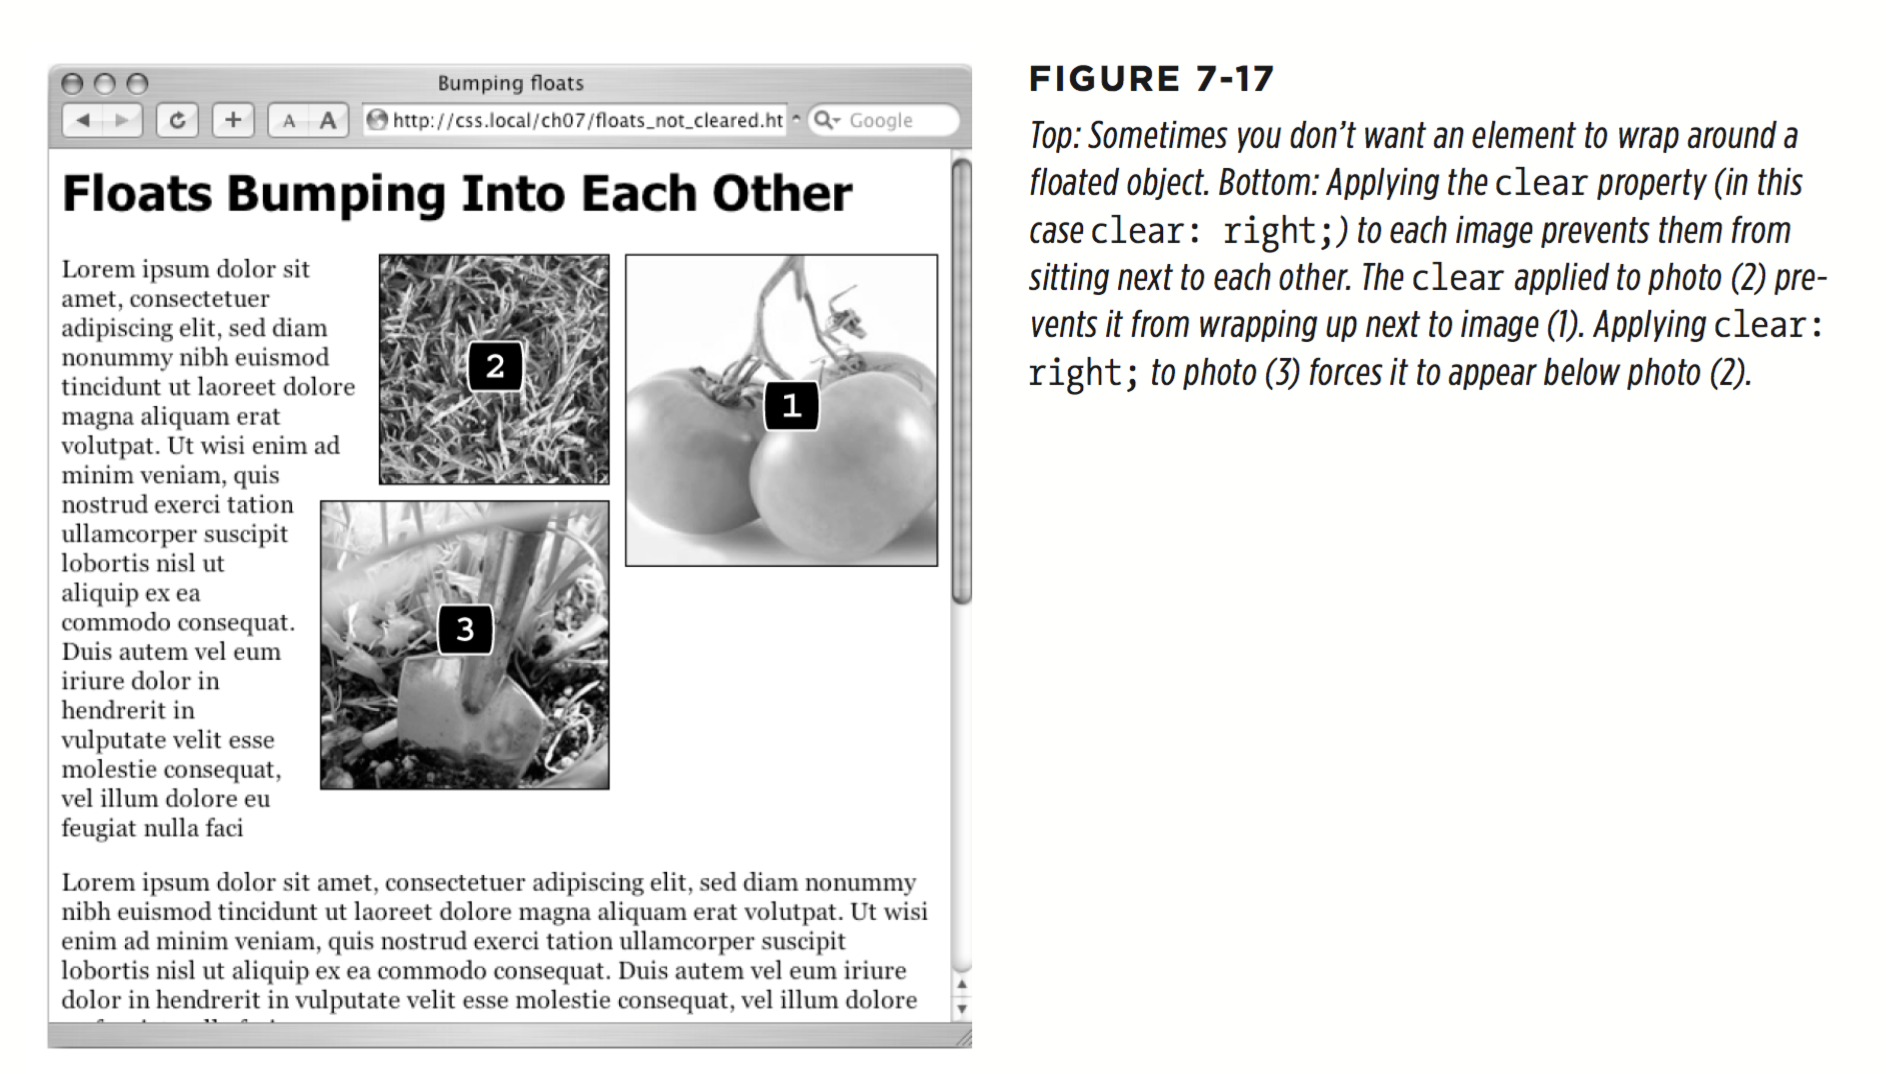 Bumping floats
A A http://css.local/ch07/floats_not_cleared.ht Google
Floats Bumping Into Each Other
Lorem ipsum dolor sit
amet, consectetuer
adipiscing elit, sed diam
nonummy nibh euismod
tincidunt ut laoreet dolore
magna aliquam erat
volutpat. Ut wisi enim ad
minim veniam, quis
nostrud exerci tation
ullamcorper suscipit
lobortis nisl ut
aliquip ex ea
commodo consequat.
Duis autem vel eum
iriure dolor in
hendrerit in
vulputate velit esse
molestie consequat,
vel illum dolore eu
feugiat nulla faci
2
1
3
Lorem ipsum dolor sit amet, consectetuer adipiscing elit, sed diam nonummy
nibh euismod tincidunt ut laoreet dolore magna aliquam erat volutpat. Ut wisi
enim ad minim veniam, quis nostrud exerci tation ullamcorper suscipit
lobortis nisl ut aliquip ex ea commodo consequat. Duis autem vel eum iriure
dolor in hendrerit in vulputate velit esse molestie consequat, vel illum dolore
FIGURE 7-17
Top: Sometimes you don’t want an element to wrap around a
floated object. Bottom: Applying the clear property (in this
case clear: right;) to each image prevents them from
sitting next to each other. The clear applied to photo (2) pre-
vents it from wrapping up next to image (1). Applying clear:
right; to photo (3) forces it to appear below photo (2).